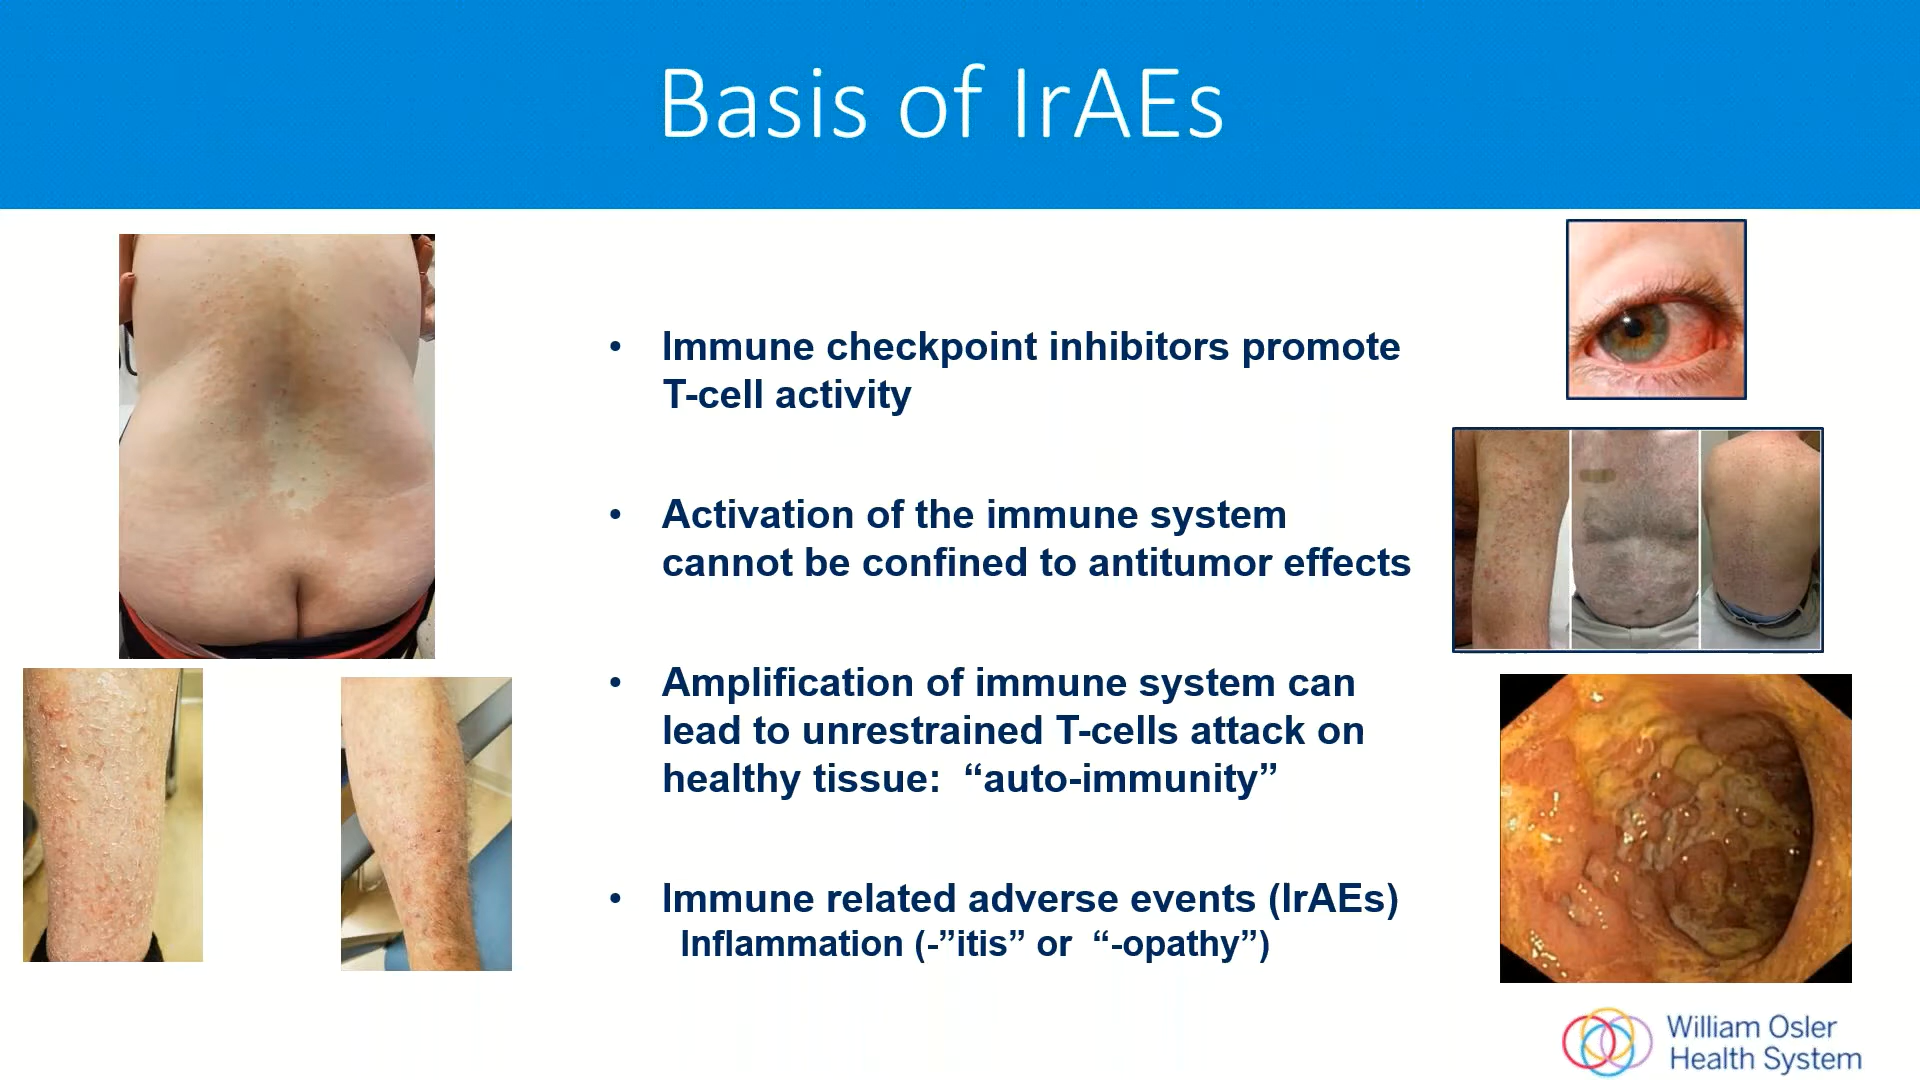 Basis of IrAEs
• Immune checkpoint inhibitors promote
T-cell activity
• Activation of the immune system
cannot be confined to antitumor effects
• Amplification of immune system can
lead to unrestrained T-cells attack on
healthy tissue: “auto-immunity”
• Immune related adverse events (IrAEs)
Inflammation (-”itis” or “-opathy”)
William Osler
Health System